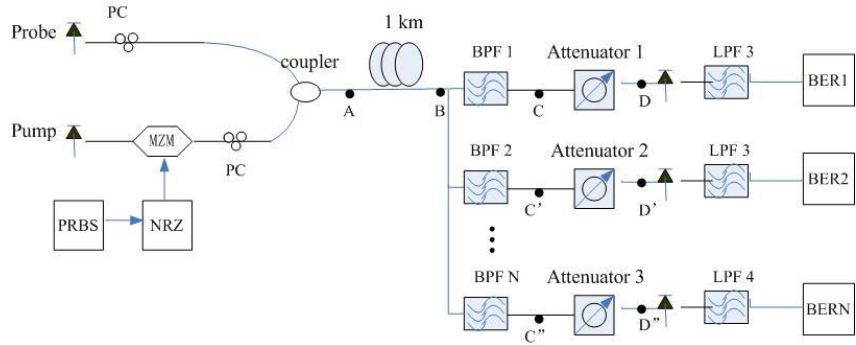 PC
Probe
1 km
coupler
BPF 1
Attenuator 1
LPF 3
BER1
A
B
C
D
Pump
MZM
PC
BPF 2
Attenuator 2
LPF 3
BER2
C'
D'
PRBS
NRZ
BPF N
Attenuator 3
LPF 4
BERN
C"
D"